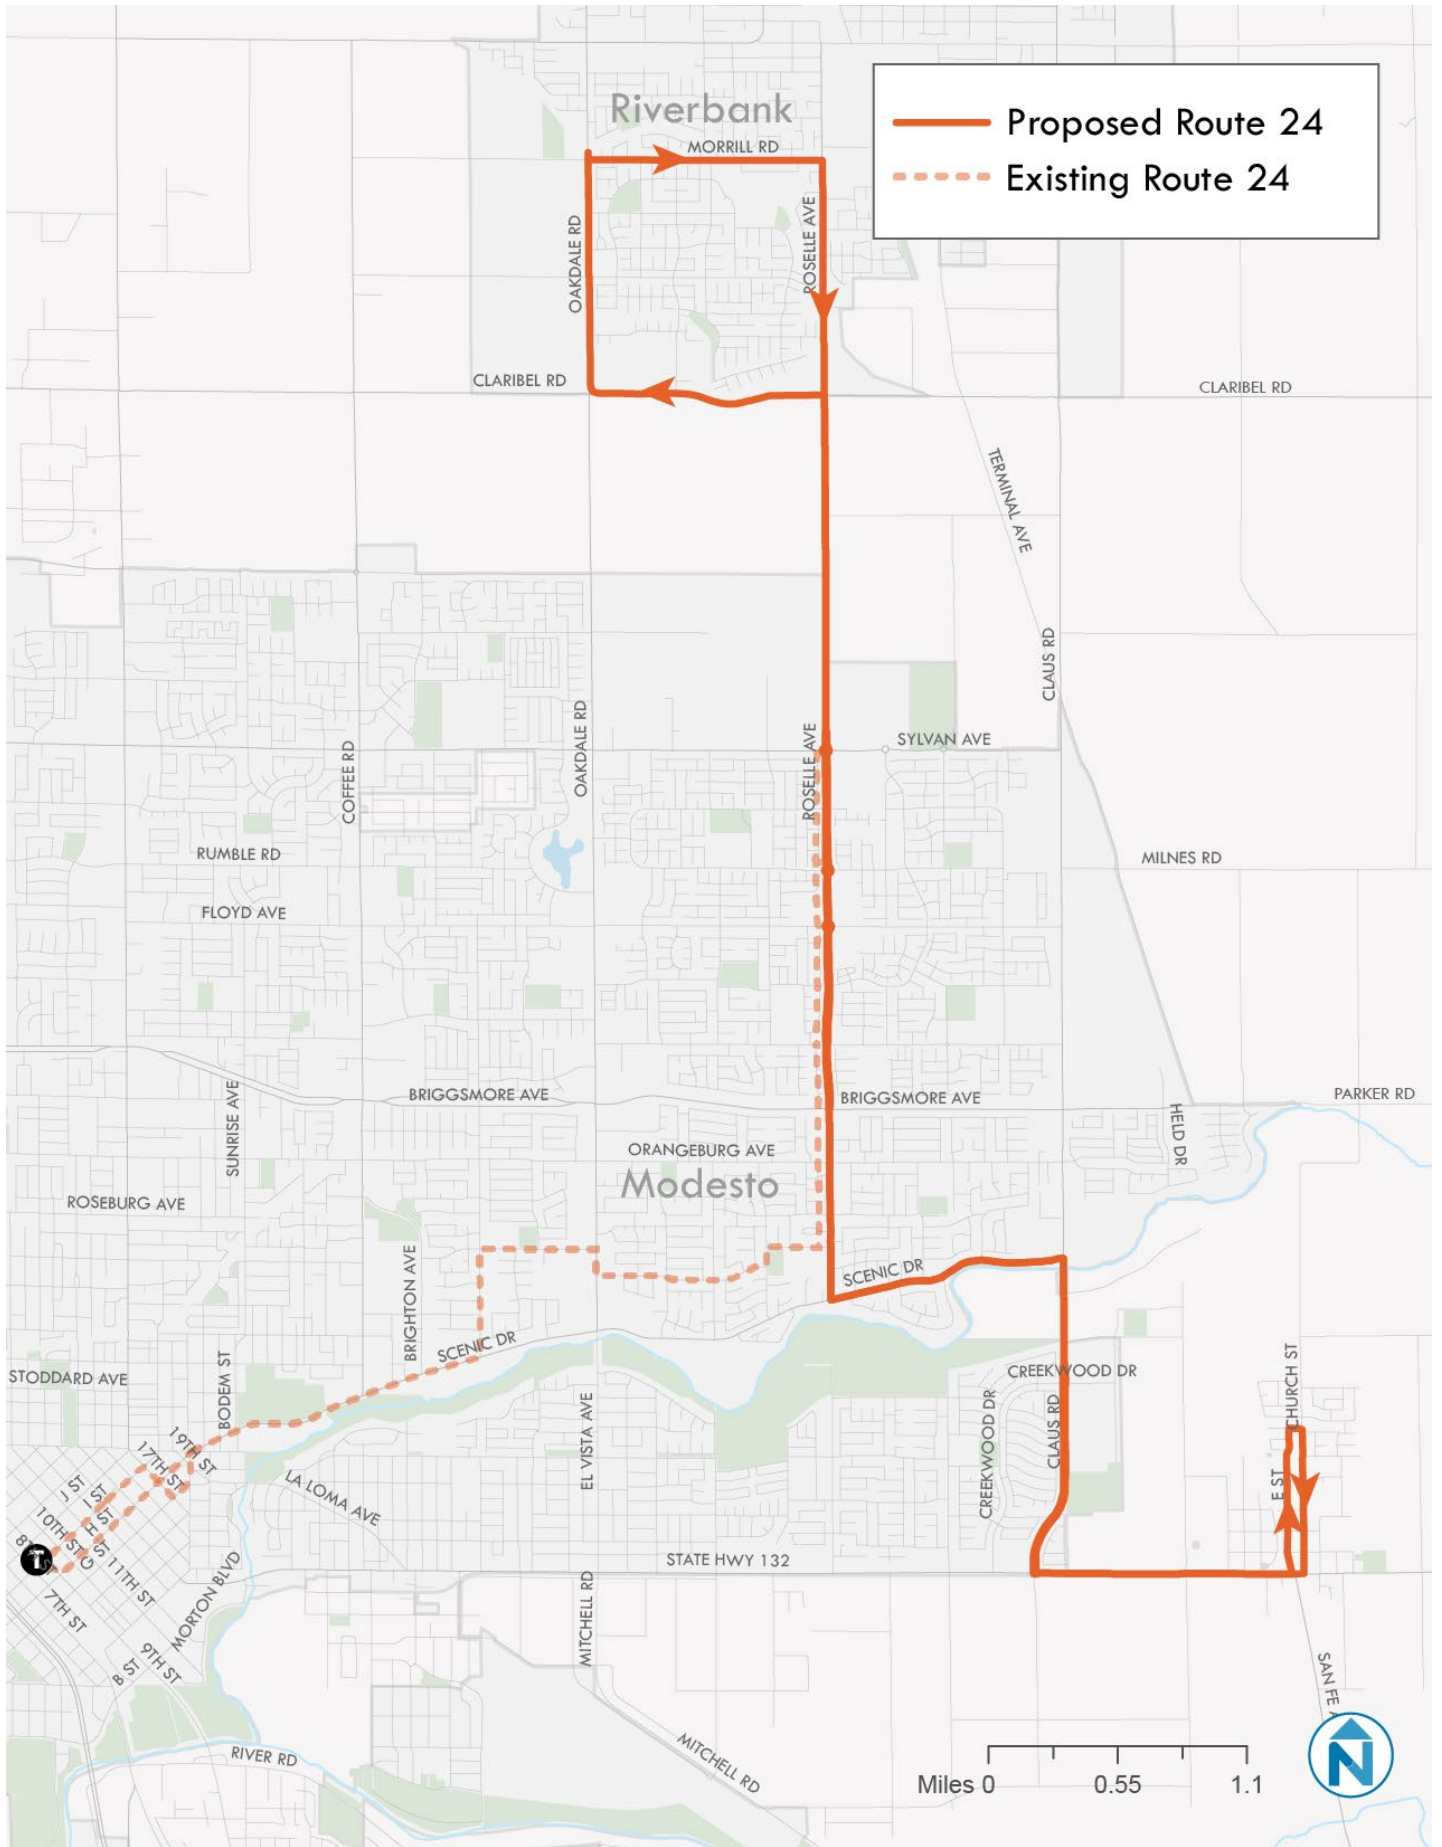 Riverbank
Proposed Route 24
Existing Route 24
MORRILL RD
OAKDALE RD
ROSELLE AVE
CLARIBEL RD
CLARIBEL RD
TERMINAL AVE
CLAUS RD
OAKDALE RD
ROSELLE AVE
SYLVAN AVE
COFFEE RD
RUMBLE RD
MILNES RD
FLOYD AVE
BRIGGSMORE AVE
BRIGGSMORE AVE
PARKER RD
SUNRISE AVE
HELD DR
ORANGEBURG AVE
Modesto
ROSEBURG AVE
BRIGHTON AVE
SCENIC DR
SCENIC DR
STODDARD AVE
BODEM ST
CREEKWOOD DR
CHURCH ST
EL VISTA AVE
CREEKWOOD DR
CLAUS RD
19TH ST
17TH ST
J ST
I ST
H ST
LA LOMA AVE
E ST
10TH ST
G ST
11TH ST
T
STATE HWY 132
7TH ST
MORTON BLVD
MITCHELL RD
9TH ST
B ST
SAN FE
RIVER RD
MITCHELL RD
N
Miles 0 0.55 1.1